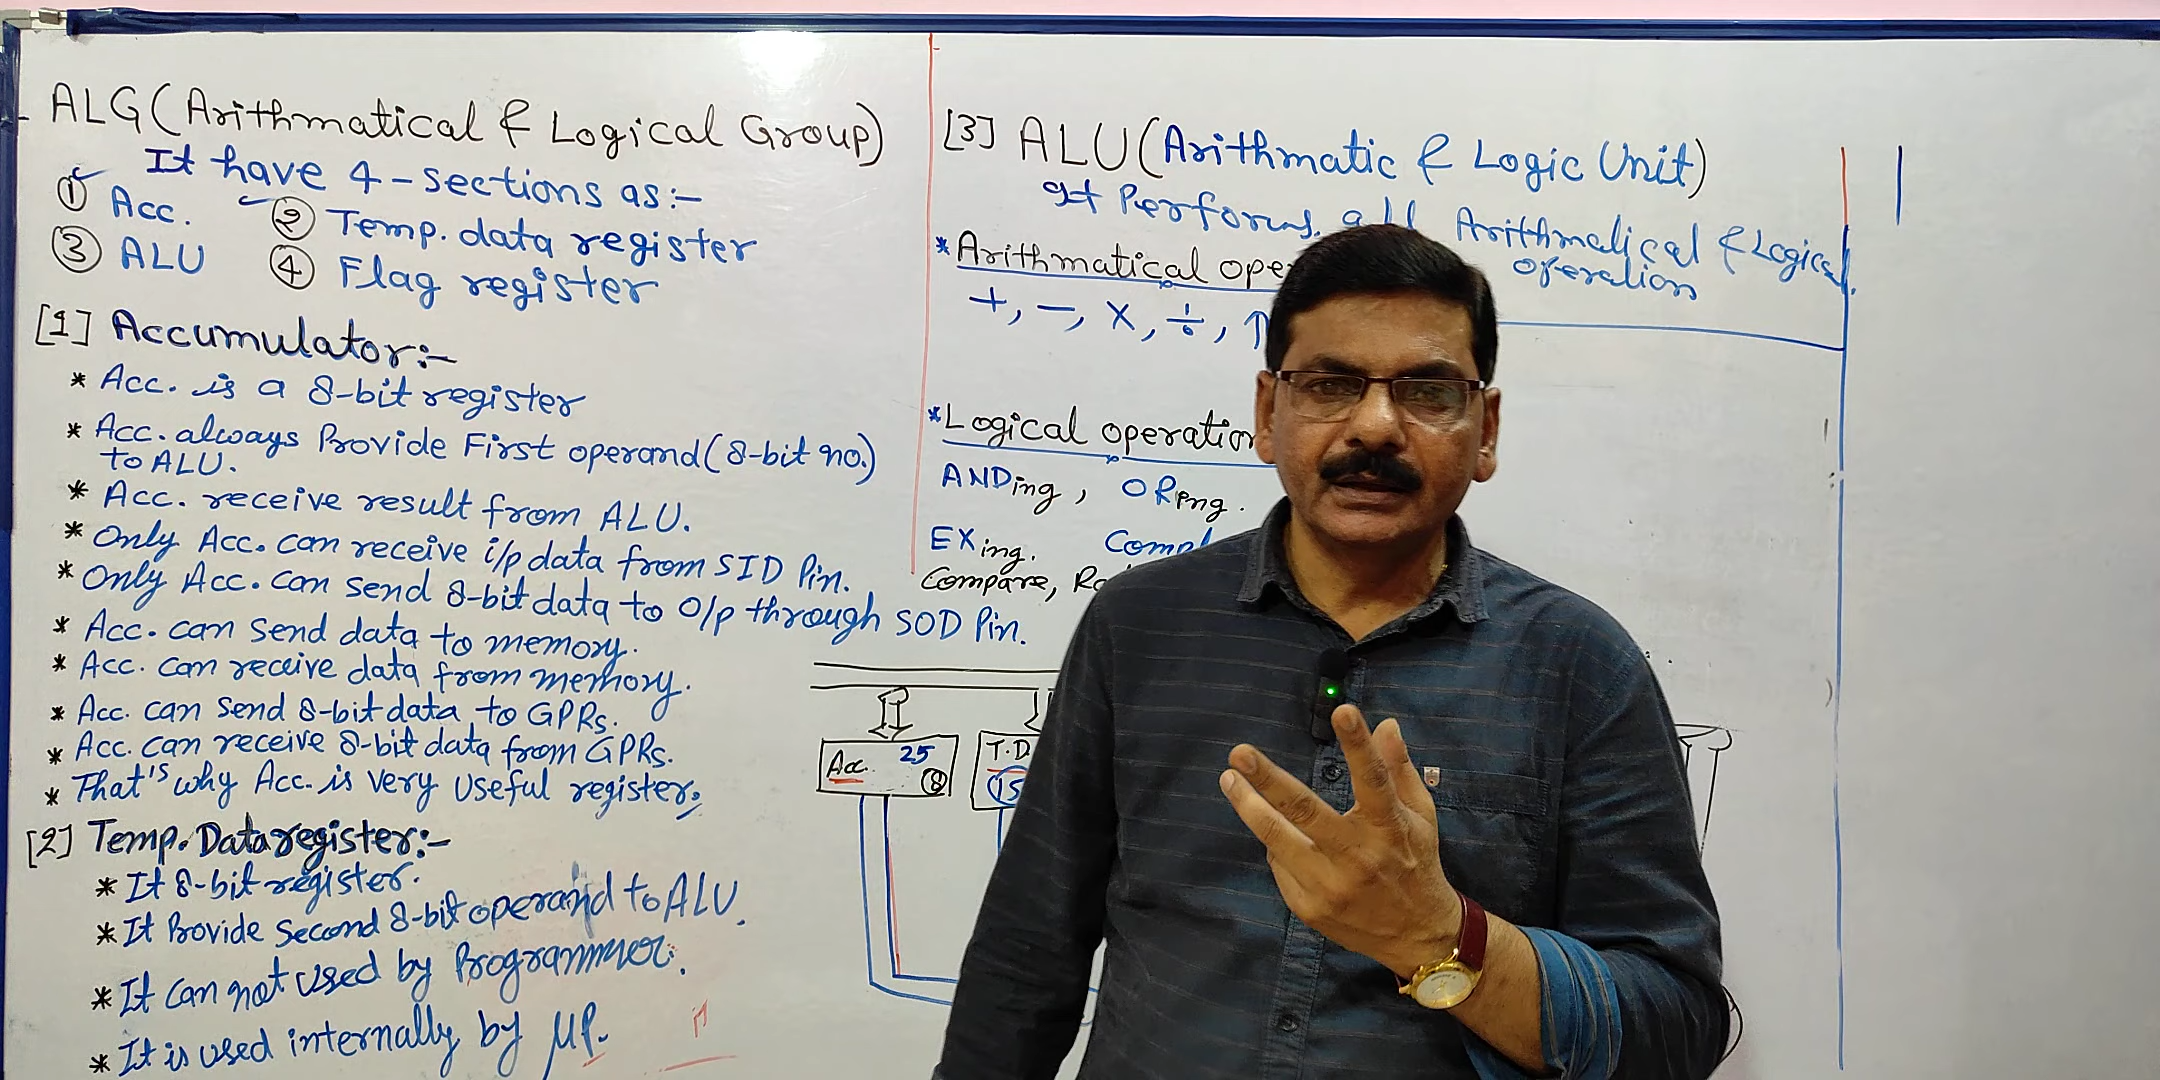 ALG (Arithmatical & Logical Group)
It have 4-sections as:-
① Acc. ② Temp. data register
③ ALU ④ Flag register
[1] Accumulator:-
* Acc. is a 8-bit register
* Acc. always Provide First operand (8-bit no.)
to ALU.
* Acc. receive result from ALU.
* Only Acc. can receive i/p data from SID Pin.
* Only Acc. can send 8-bit data to O/p through SOD Pin.
* Acc. can send data to memory.
* Acc. can receive data from memory.
* Acc. can send 8-bit data to GPRs.
* Acc. can receive 8-bit data from GPRs.
* That's why Acc. is very useful register.
[2] Temp. Data register:-
* It 8-bit register.
* It Provide Second 8-bit operand to ALU.
* It can not used by Programmer.
* It is used internally by μP.
[3] ALU (Arithmatic & Logic Unit)
It Performs all Arithmatical & Logical
operation
* Arithmatical ope
+, -, ×, ÷, ↑
* Logical operation
ANDing, ORing.
EXing. Compl
Compare, Ro
Acc. 25 ⑧
T.D
15